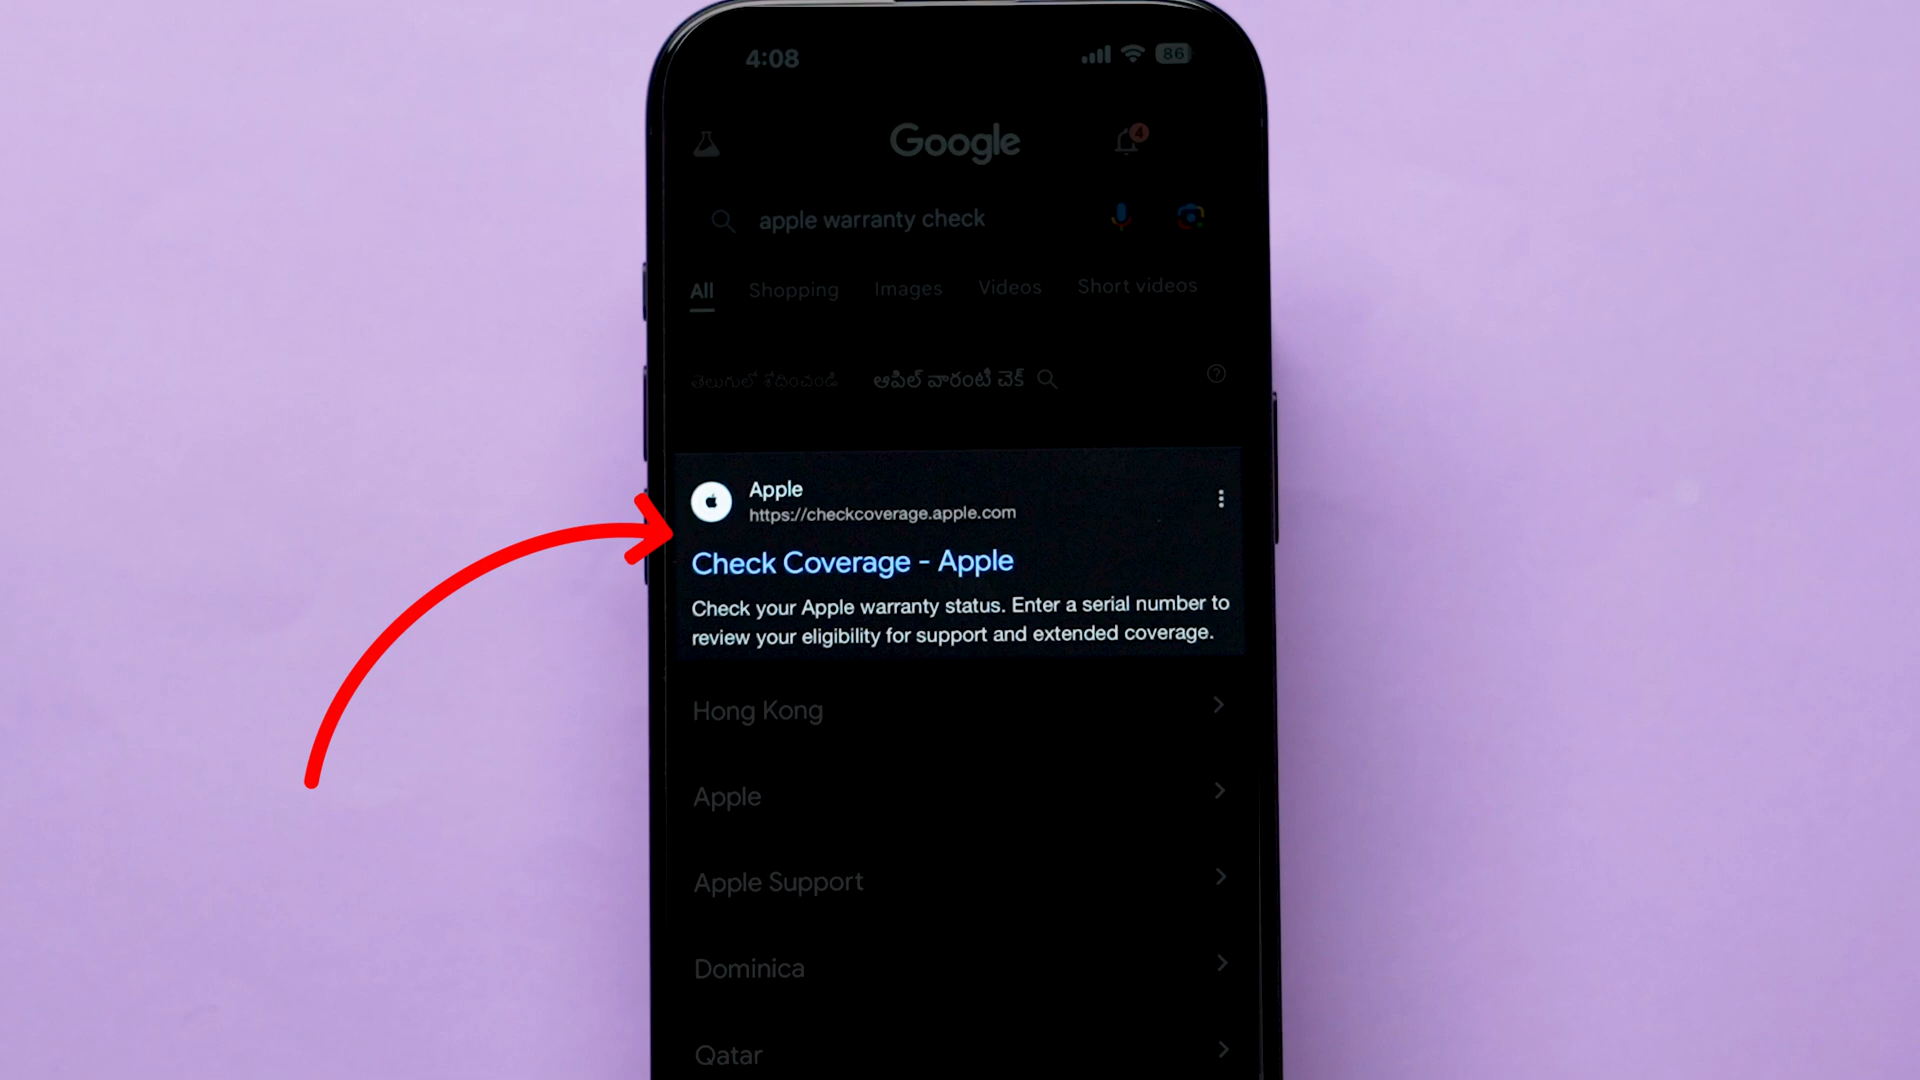 4:08
86
Google
4
apple warranty check
All Shopping Images Videos Short videos
తెలుగులో శోధించండి ఆపిల్ వారంటీ చెక్
Apple
https://checkcoverage.apple.com
Check Coverage - Apple
Check your Apple warranty status. Enter a serial number to
review your eligibility for support and extended coverage.
Hong Kong
Apple
Apple Support
Dominica
Qatar